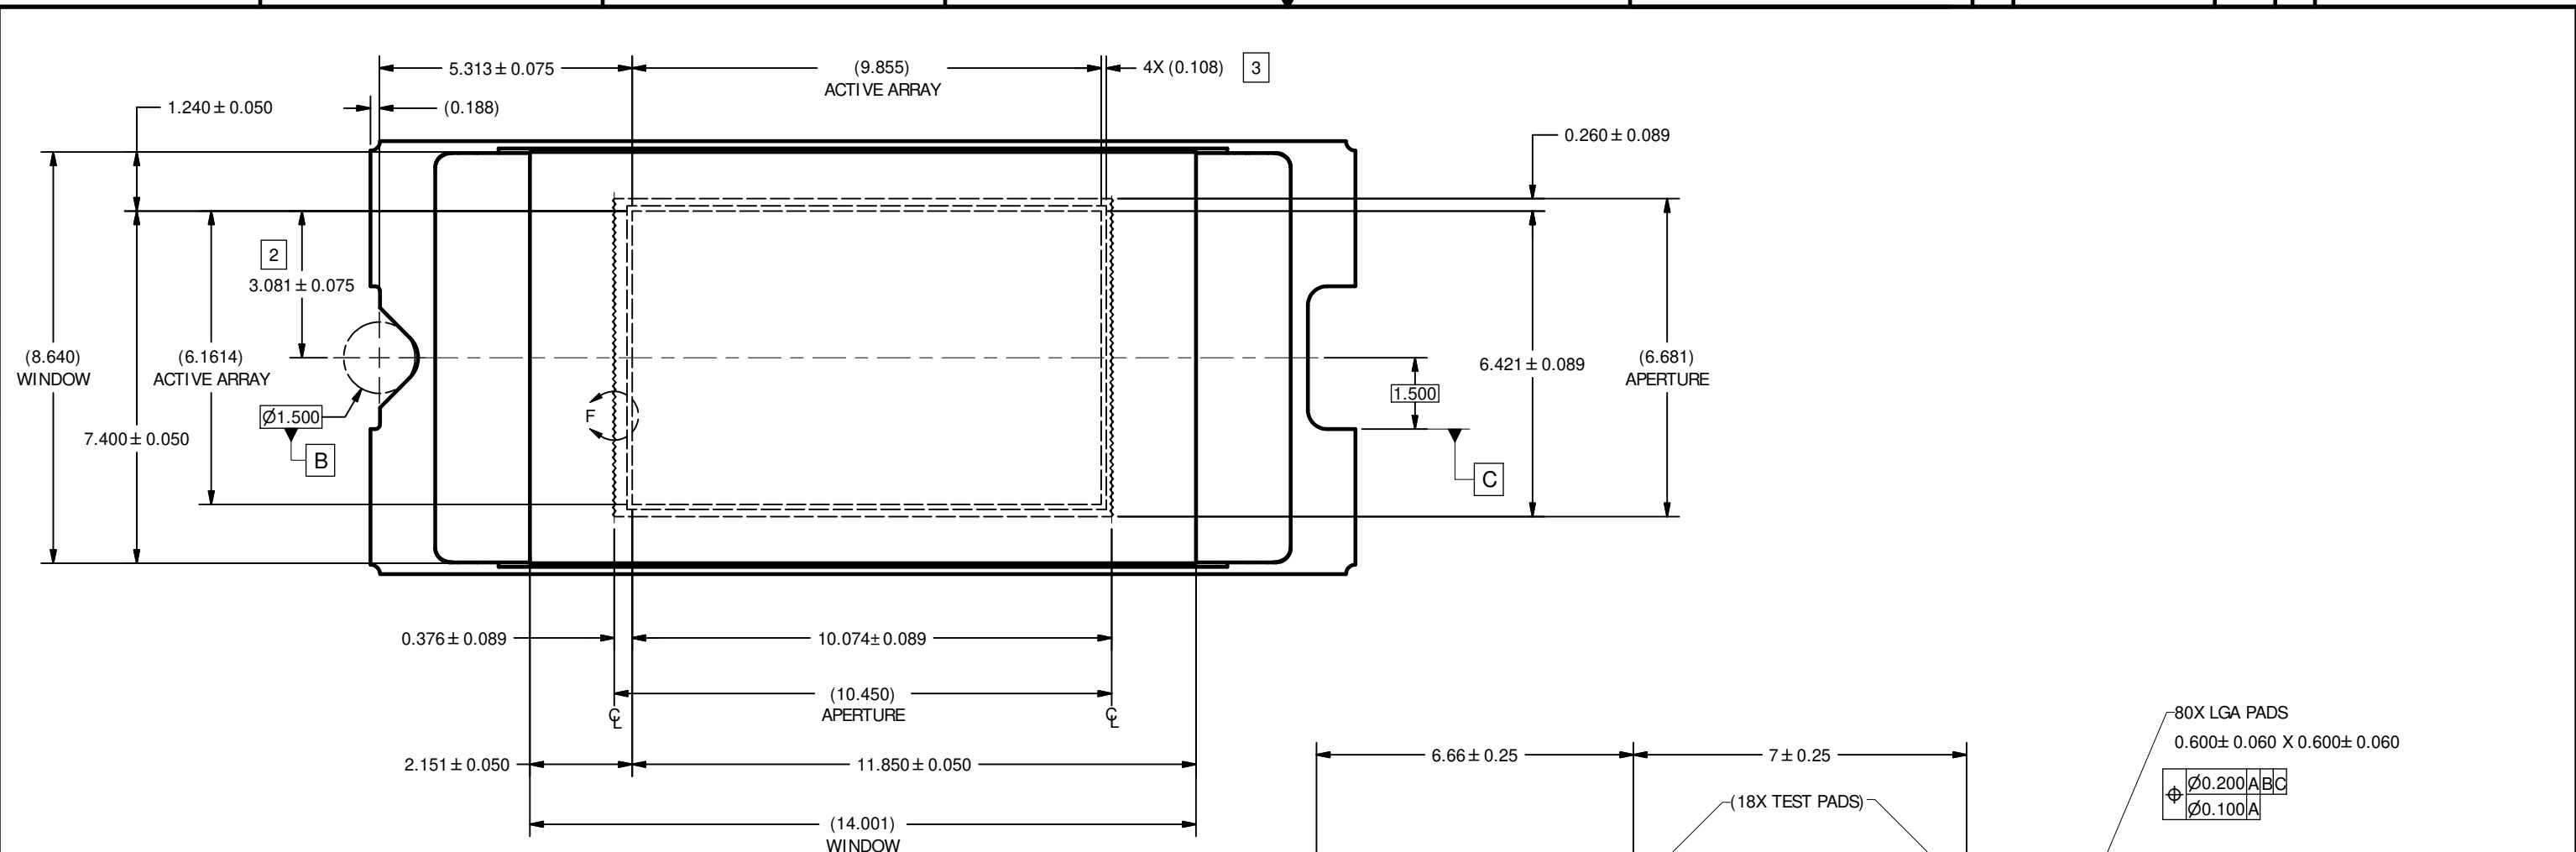 5.313±0.075
(9.855)
ACTIVE ARRAY
4X (0.108)
3
1.240±0.050
(0.188)
0.260±0.089
2
3.081±0.075
(8.640)
WINDOW
(6.1614)
ACTIVE ARRAY
6.421±0.089
(6.681)
APERTURE
1.500
Ø1.500
F
7.400±0.050
B
C
0.376±0.089
10.074±0.089
(10.450)
APERTURE
℄
℄
2.151±0.050
11.850±0.050
(14.001)
WINDOW
6.66±0.25
7±0.25
(18X TEST PADS)
80X LGA PADS
0.600±0.060 X 0.600±0.060
⌖ Ø0.200 A B C
Ø0.100 A